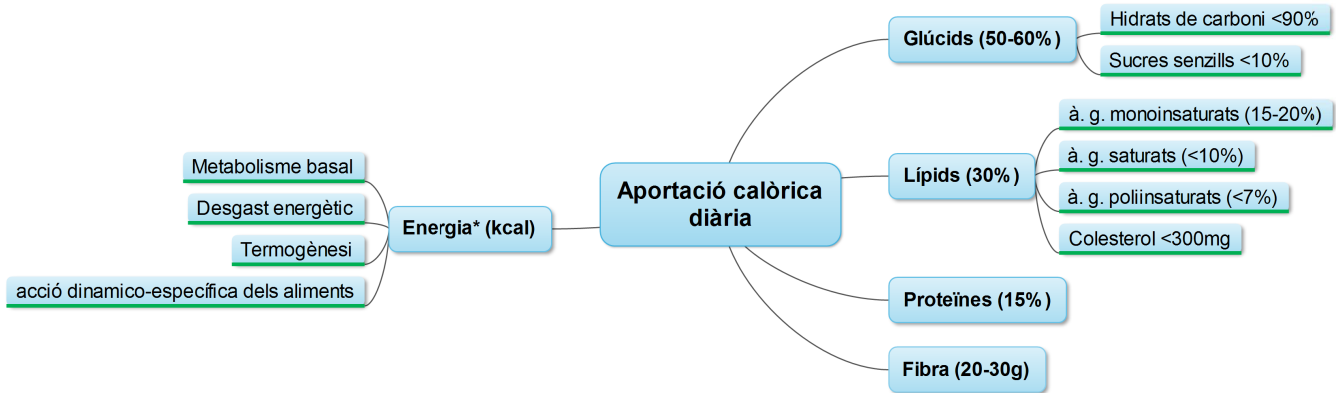 Aportació calòrica
diària
Glúcids (50-60%)
Hidrats de carboni <90%
Sucres senzills <10%
Lípids (30%)
à. g. monoinsaturats (15-20%)
à. g. saturats (<10%)
à. g. poliinsaturats (<7%)
Colesterol <300mg
Proteïnes (15%)
Fibra (20-30g)
Energia* (kcal)
Metabolisme basal
Desgast energètic
Termogènesi
acció dinamico-específica dels aliments